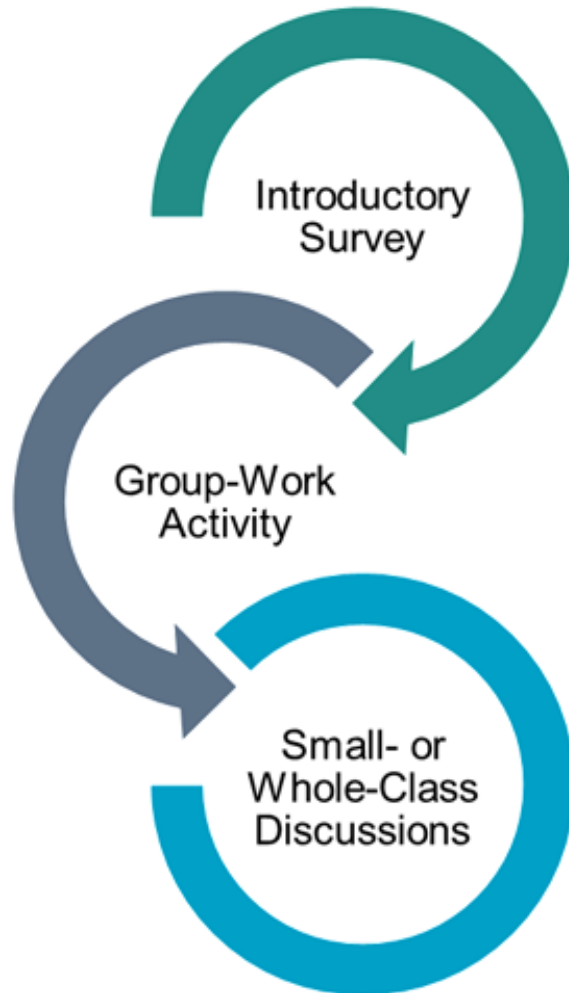 Introductory
Survey
Group-Work
Activity
Small- or
Whole-Class
Discussions